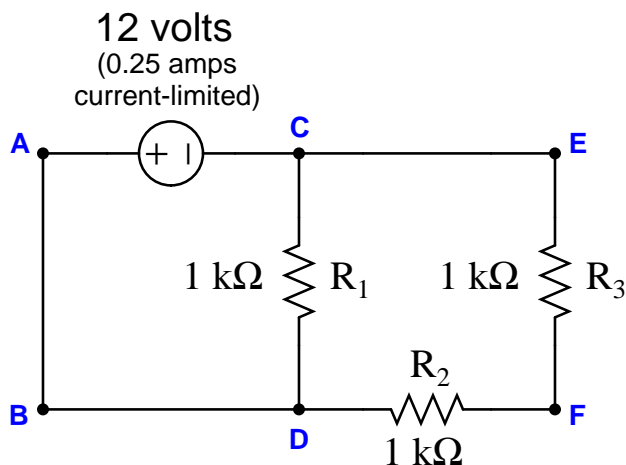 12 volts
(0.25 amps
current-limited)
A
C
E
+ −
1 kΩ R₁
1 kΩ R₃
R₂
B
D
F
1 kΩ